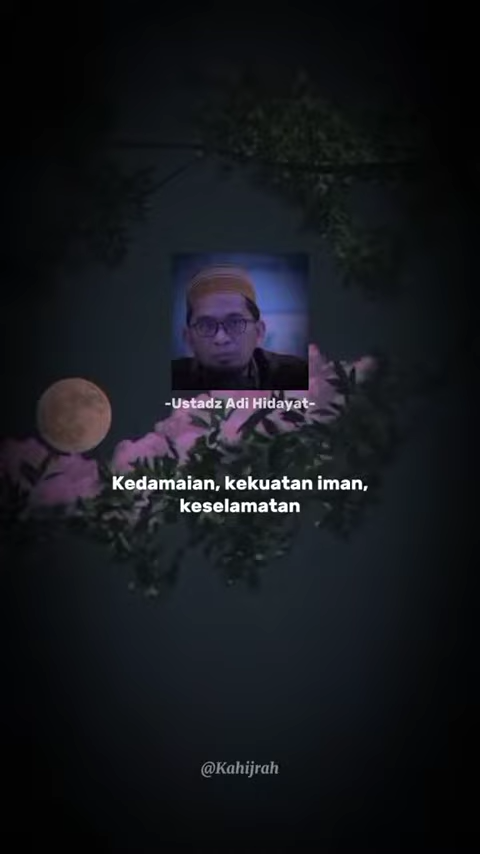 -Ustadz Adi Hidayat-
Kedamaian, kekuatan iman,
keselamatan
@Kahijrah